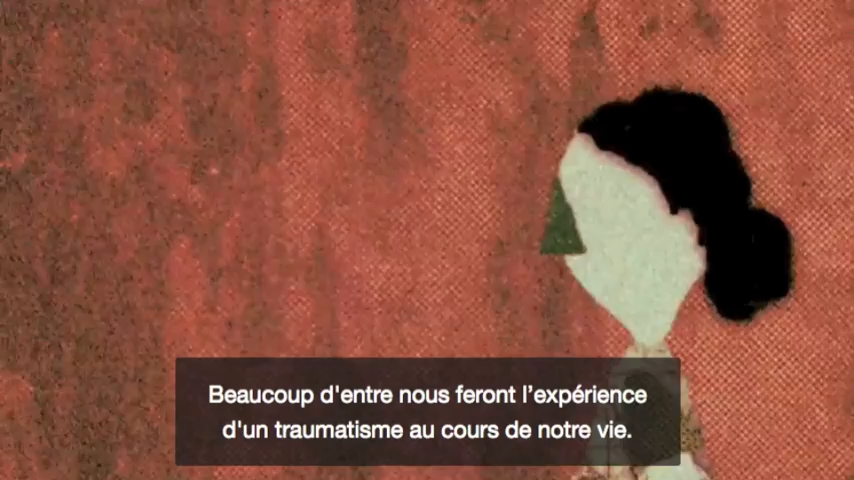 Beaucoup d'entre nous feront l’expérience
d'un traumatisme au cours de notre vie.